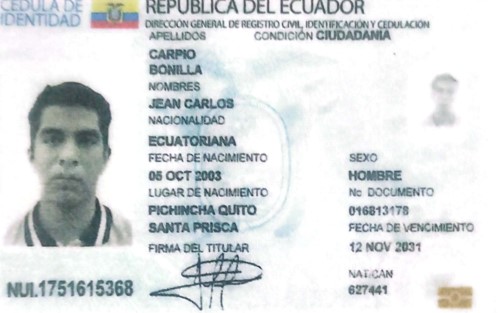 CÉDULA DE
IDENTIDAD
REPÚBLICA DEL ECUADOR
DIRECCIÓN GENERAL DE REGISTRO CIVIL, IDENTIFICACIÓN Y CEDULACIÓN
APELLIDOS
CONDICIÓN CIUDADANIA
CARPIO
BONILLA
NOMBRES
JEAN CARLOS
NACIONALIDAD
ECUATORIANA
FECHA DE NACIMIENTO
05 OCT 2003
LUGAR DE NACIMIENTO
PICHINCHA QUITO
SANTA PRISCA
FIRMA DEL TITULAR
SEXO
HOMBRE
No DOCUMENTO
016813178
FECHA DE VENCIMIENTO
12 NOV 2031
NAT/CAN
627441
NUI.1751615368